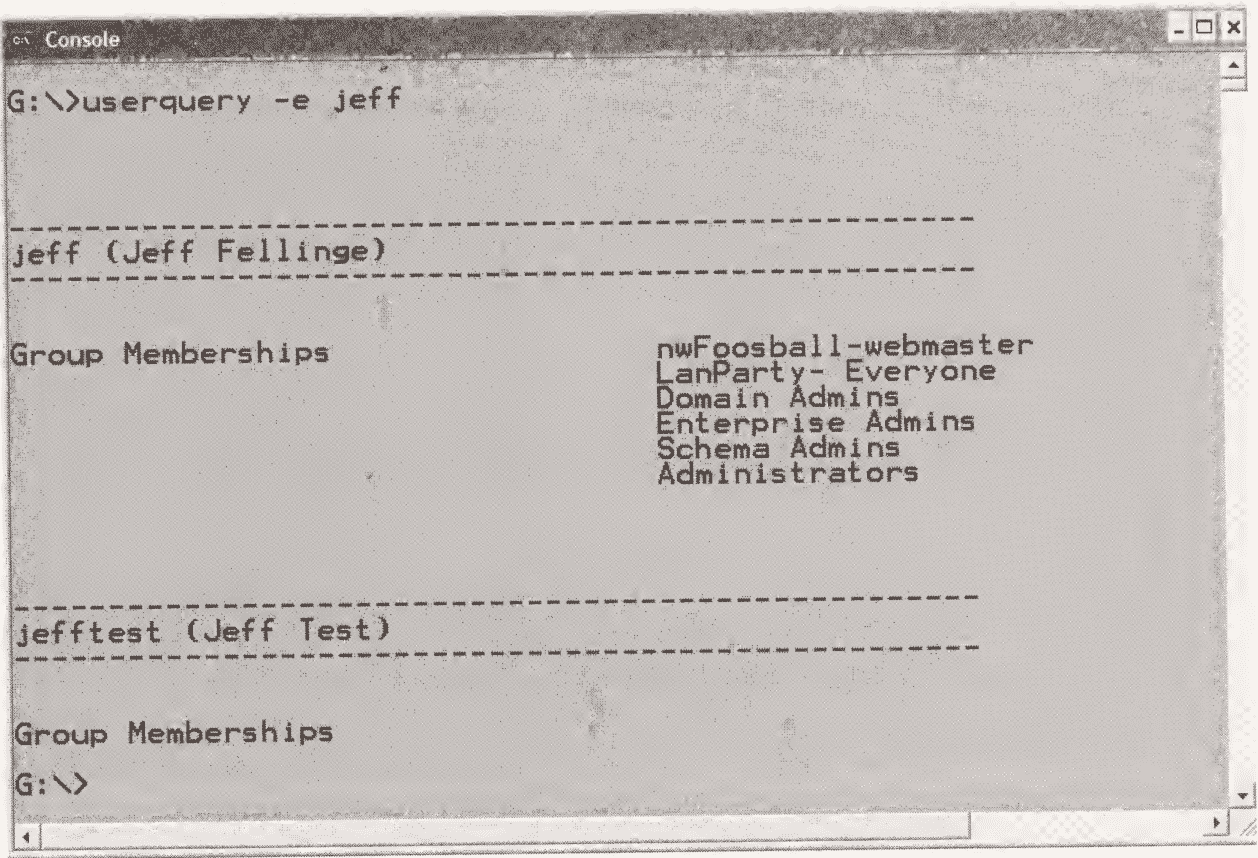 Console
G:\>userquery -e jeff
------------------------------------------------
jeff (Jeff Fellinge)
------------------------------------------------
Group Memberships nwFoosball-webmaster
LanParty- Everyone
Domain Admins
Enterprise Admins
Schema Admins
Administrators
------------------------------------------------
jefftest (Jeff Test)
------------------------------------------------
Group Memberships
G:\>